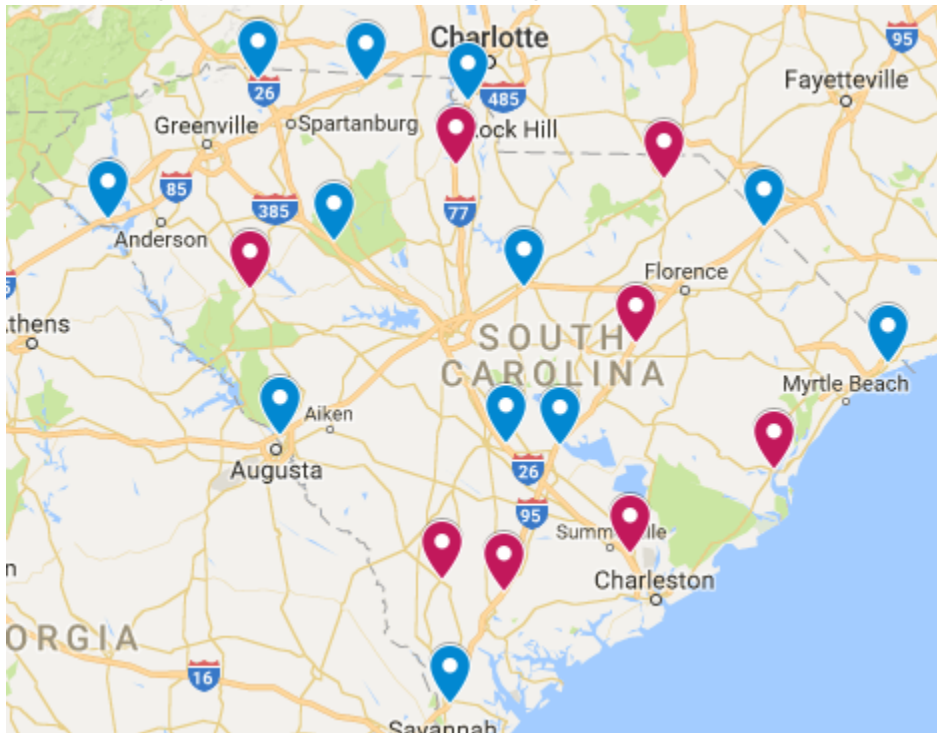 Charlotte
95
Fayetteville
26
485
Greenville
Spartanburg
ock Hill
85
385
77
Anderson
Florence
thens
SOUTH
CAROLINA
Myrtle Beach
Aiken
Augusta
26
95
Summ
lle
Charleston
n
ORGIA
16
Savannah